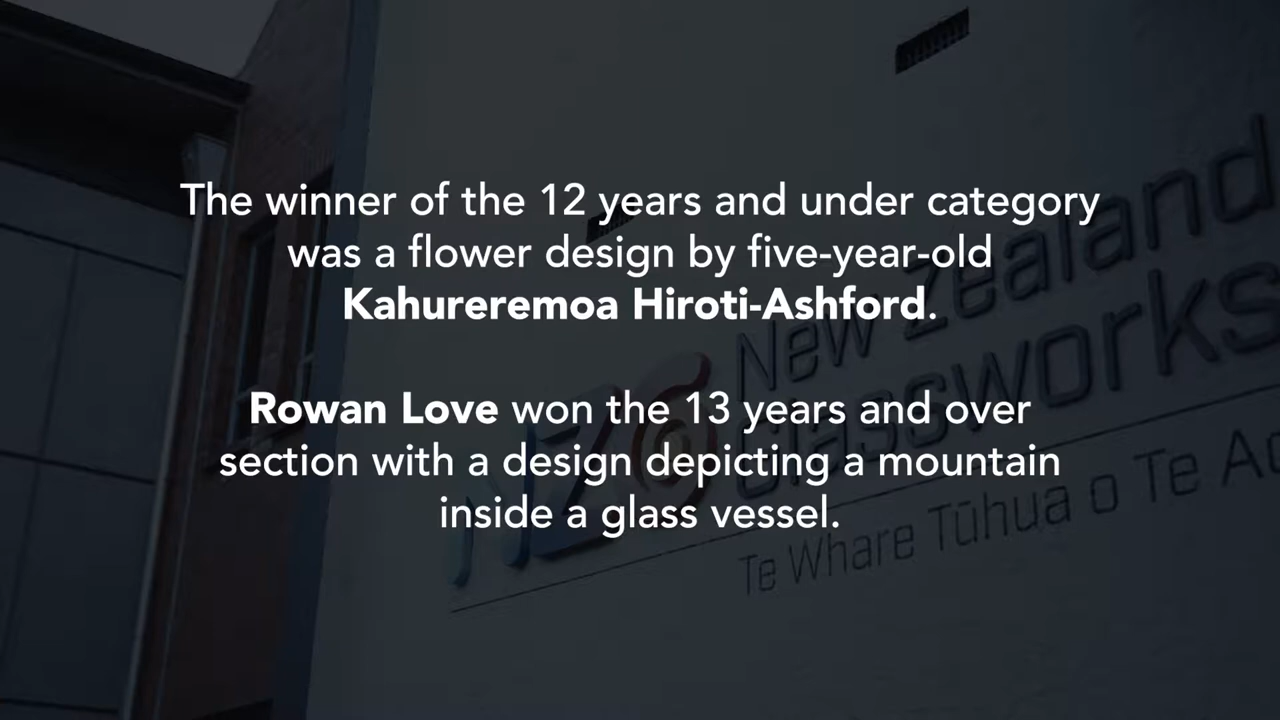 The winner of the 12 years and under category
was a flower design by five-year-old
Kahureremoa Hiroti-Ashford.
Rowan Love won the 13 years and over
section with a design depicting a mountain
inside a glass vessel.
NZG
New Zealand
Glassworks
Te Whare Tūhua o Te